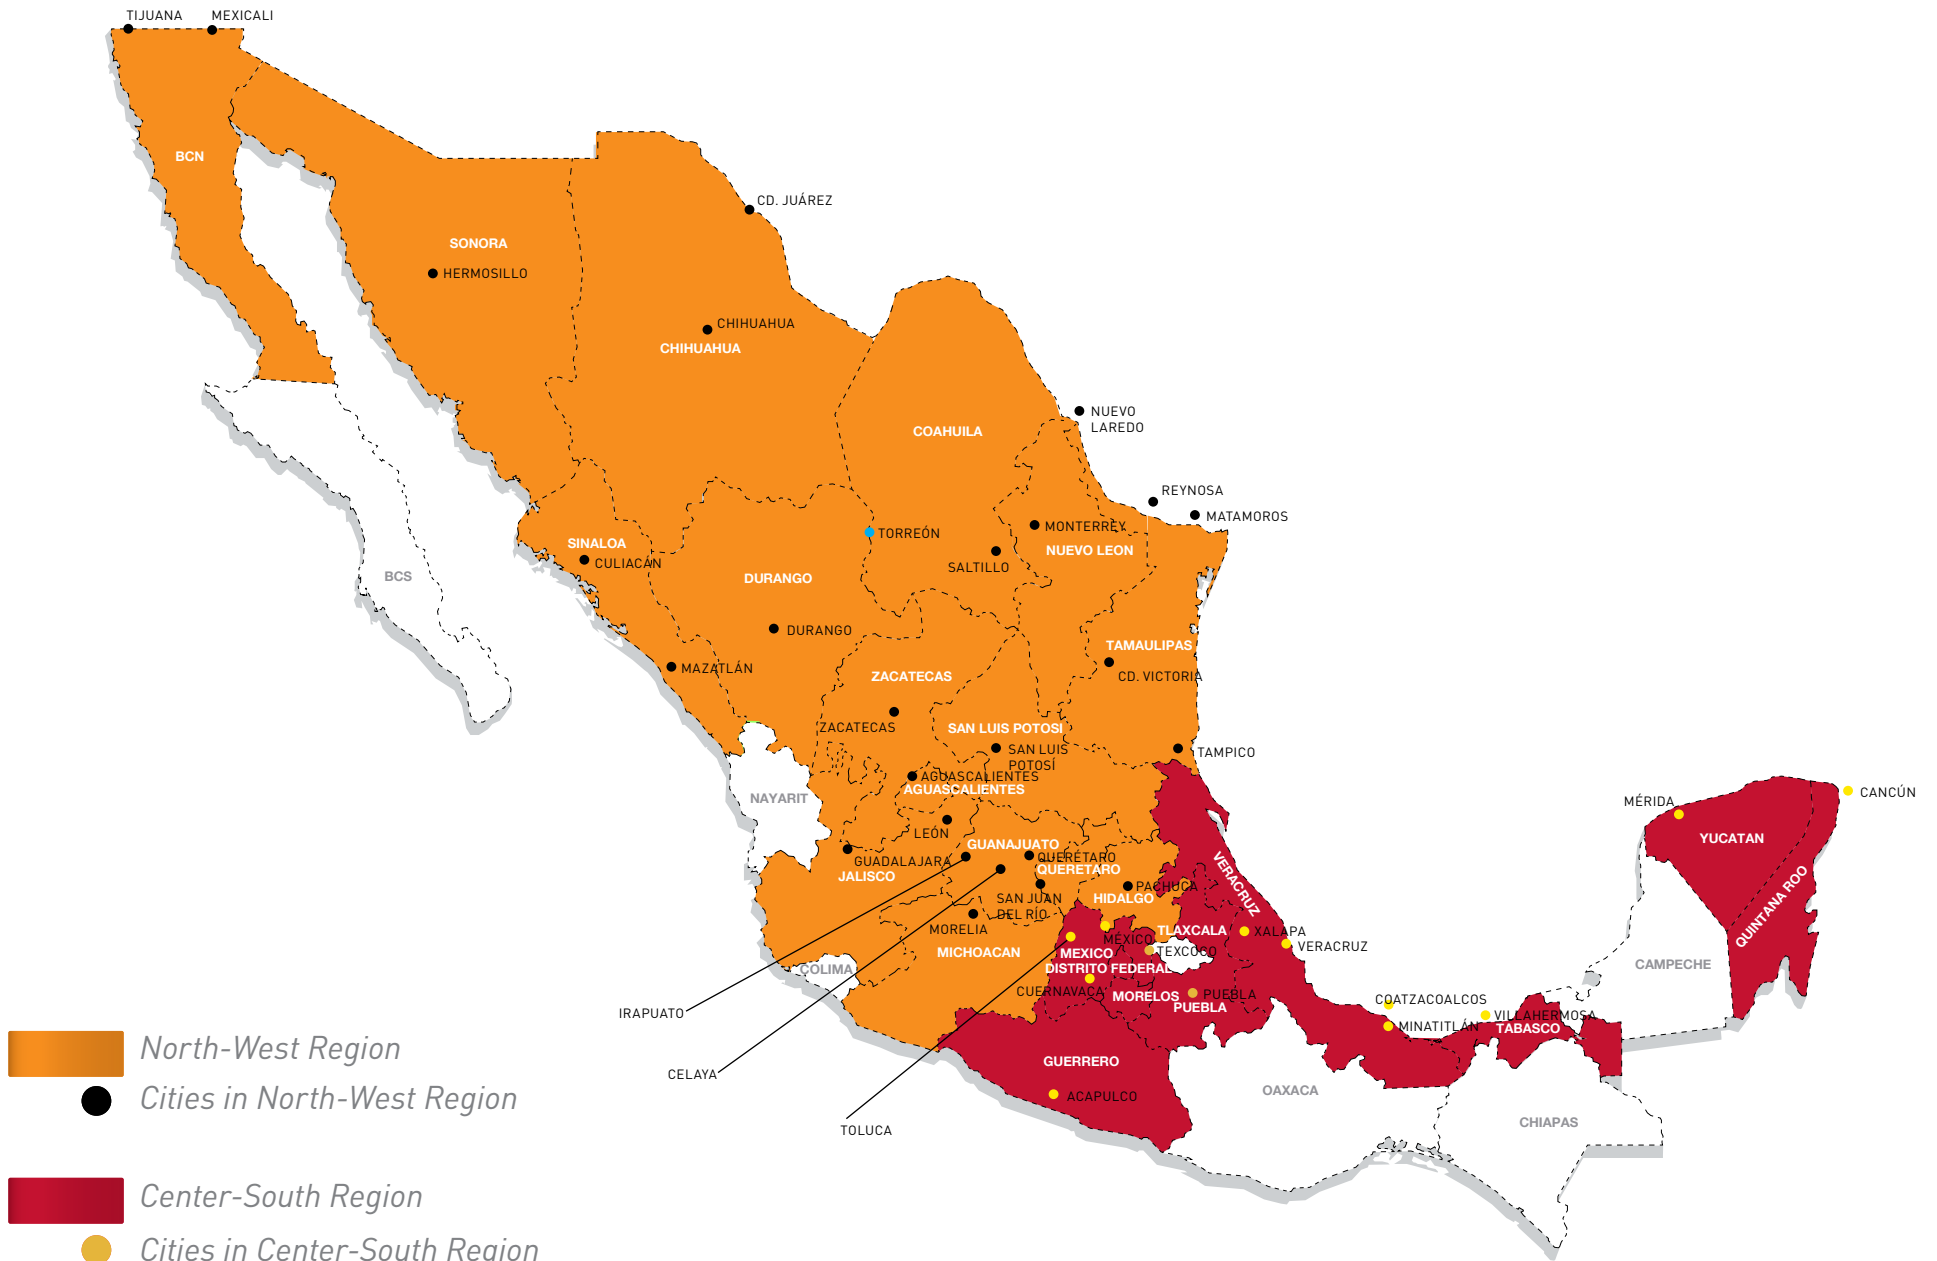 TIJUANA
MEXICALI
BCN
CD. JUÁREZ
SONORA
HERMOSILLO
CHIHUAHUA
CHIHUAHUA
COAHUILA
NUEVO
LAREDO
REYNOSA
MATAMOROS
MONTERREY
NUEVO LEON
TORREÓN
SALTILLO
SINALOA
CULIACÁN
BCS
DURANGO
DURANGO
TAMAULIPAS
CD. VICTORIA
MAZATLÁN
ZACATECAS
ZACATECAS
SAN LUIS POTOSI
SAN LUIS
POTOSÍ
TAMPICO
AGUASCALIENTES
AGUASCALIENTES
NAYARIT
LEÓN
GUANAJUATO
GUADALAJARA
JALISCO
QUERÉTARO
QUERETARO
SAN JUAN
DEL RÍO
PACHUCA
HIDALGO
VERACRUZ
MORELIA
MICHOACAN
COLIMA
MÉXICO
MEXICO
TLAXCALA
TEXCOCO
DISTRITO FEDERAL
CUERNAVACA
MORELOS
PUEBLA
PUEBLA
XALAPA
VERACRUZ
MÉRIDA
CANCÚN
YUCATAN
QUINTANA ROO
CAMPECHE
COATZACOALCOS
MINATITLÁN
VILLAHERMOSA
TABASCO
IRAPUATO
CELAYA
TOLUCA
GUERRERO
ACAPULCO
OAXACA
CHIAPAS
North-West Region
Cities in North-West Region
Center-South Region
Cities in Center-South Region